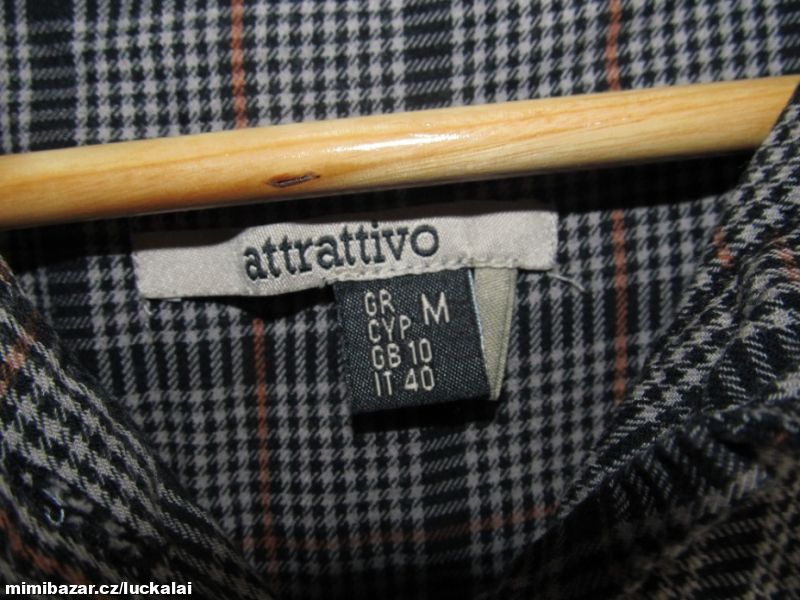 attrattivo
GR
CYP M
GB 10
IT 40
mimibazar.cz/luckalai